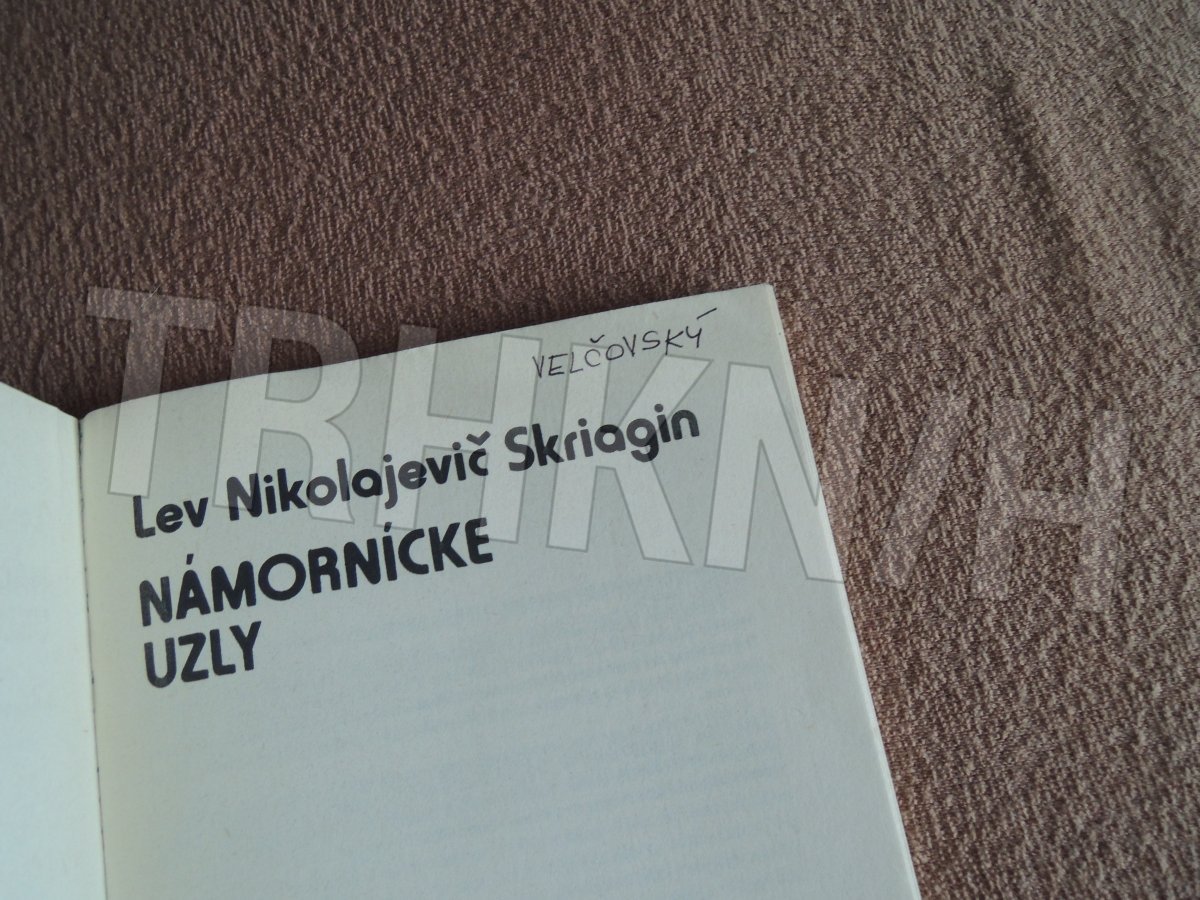 VELČOVSKÝ
Lev Nikolajevič Skriagin
NÁMORNÍCKE
UZLY
TRHKNIH